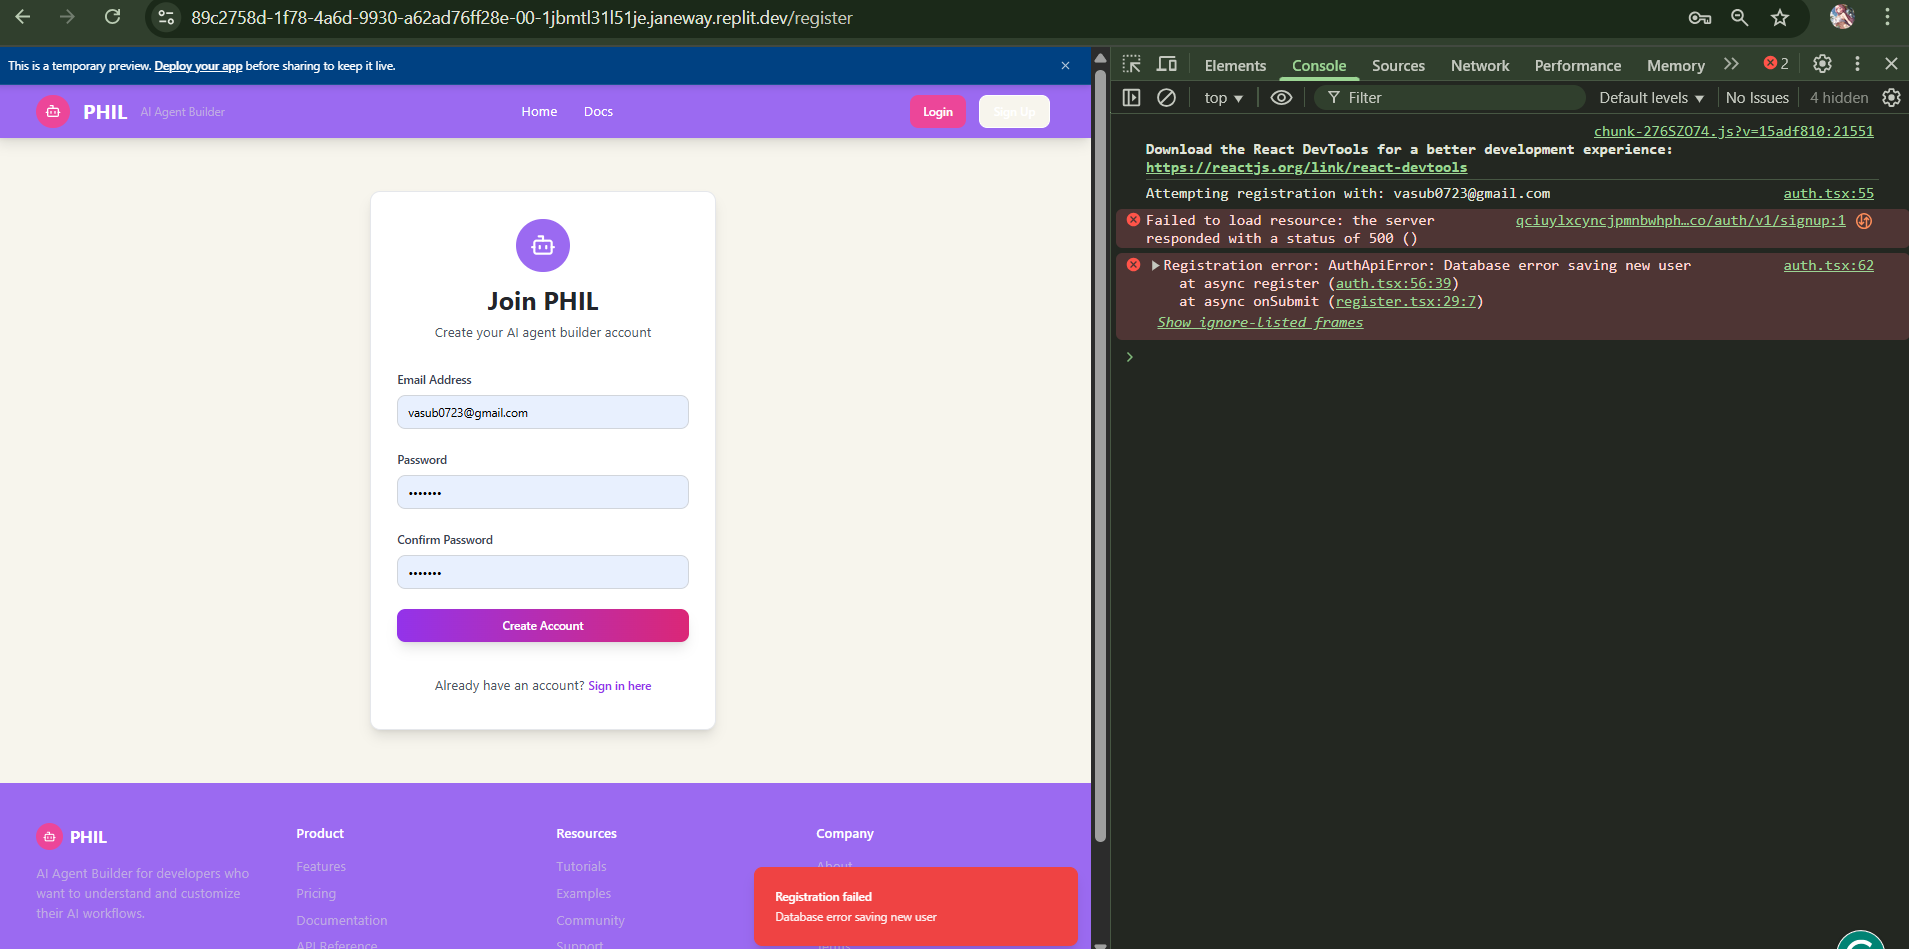 89c2758d-1f78-4a6d-9930-a62ad76ff28e-00-1jbmtl31l51je.janeway.replit.dev/register
This is a temporary preview. Deploy your app before sharing to keep it live.
PHIL AI Agent Builder
Home Docs
Login Sign Up
Join PHIL
Create your AI agent builder account
Email Address
vasub0723@gmail.com
Password
•••••••
Confirm Password
•••••••
Create Account
Already have an account? Sign in here
PHIL
AI Agent Builder for developers who
want to understand and customize
their AI workflows.
Product
Features
Pricing
Documentation
API Reference
Resources
Tutorials
Examples
Community
Support
Company
About
Terms
Registration failed
Database error saving new user
Elements Console Sources Network Performance Memory 2
top Filter Default levels No Issues 4 hidden
chunk-276SZO74.js?v=15adf810:21551
Download the React DevTools for a better development experience:
https://reactjs.org/link/react-devtools
Attempting registration with: vasub0723@gmail.com auth.tsx:55
Failed to load resource: the server qciuylxcyncjpmnbwhph…co/auth/v1/signup:1
responded with a status of 500 ()
Registration error: AuthApiError: Database error saving new user auth.tsx:62
at async register (auth.tsx:56:39)
at async onSubmit (register.tsx:29:7)
Show ignore-listed frames